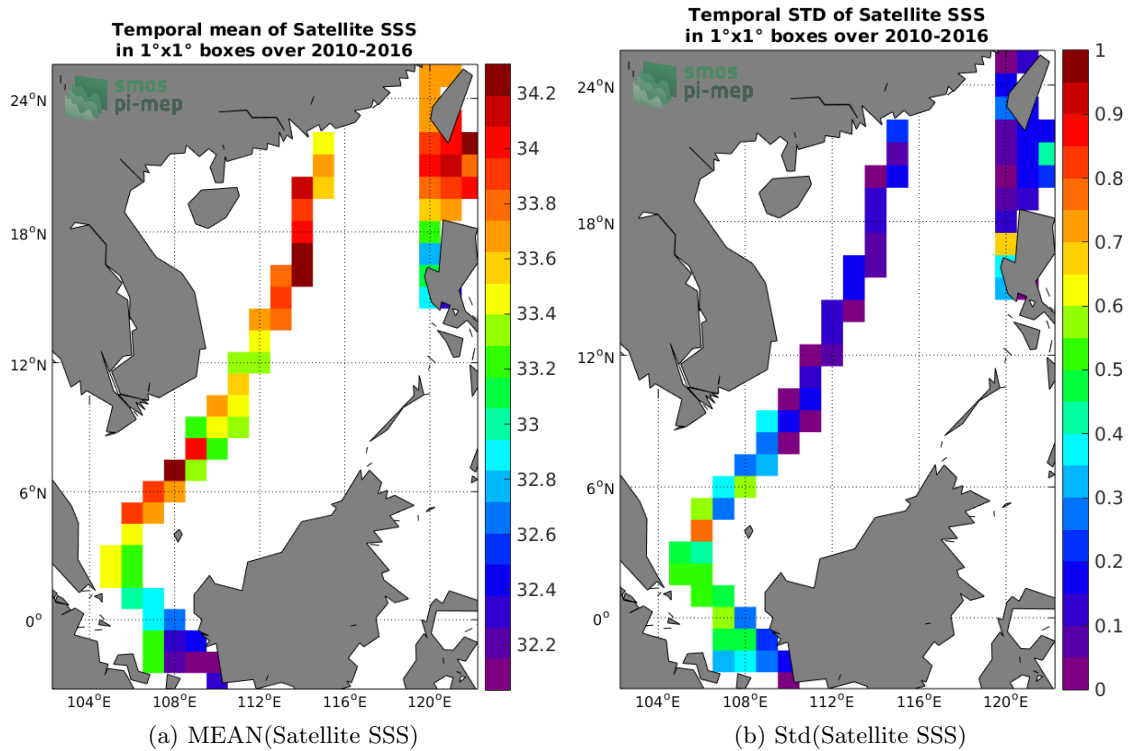 Temporal mean of Satellite SSS
in 1°x1° boxes over 2010-2016
smos
pi-mep
24°N
18°N
12°N
6°N
0°
104°E
108°E
112°E
116°E
120°E
34.2
34
33.8
33.6
33.4
33.2
33
32.8
32.6
32.4
32.2
(a) MEAN(Satellite SSS)
Temporal STD of Satellite SSS
in 1°x1° boxes over 2010-2016
smos
pi-mep
24°N
18°N
12°N
6°N
0°
104°E
108°E
112°E
116°E
120°E
1
0.9
0.8
0.7
0.6
0.5
0.4
0.3
0.2
0.1
0
(b) Std(Satellite SSS)